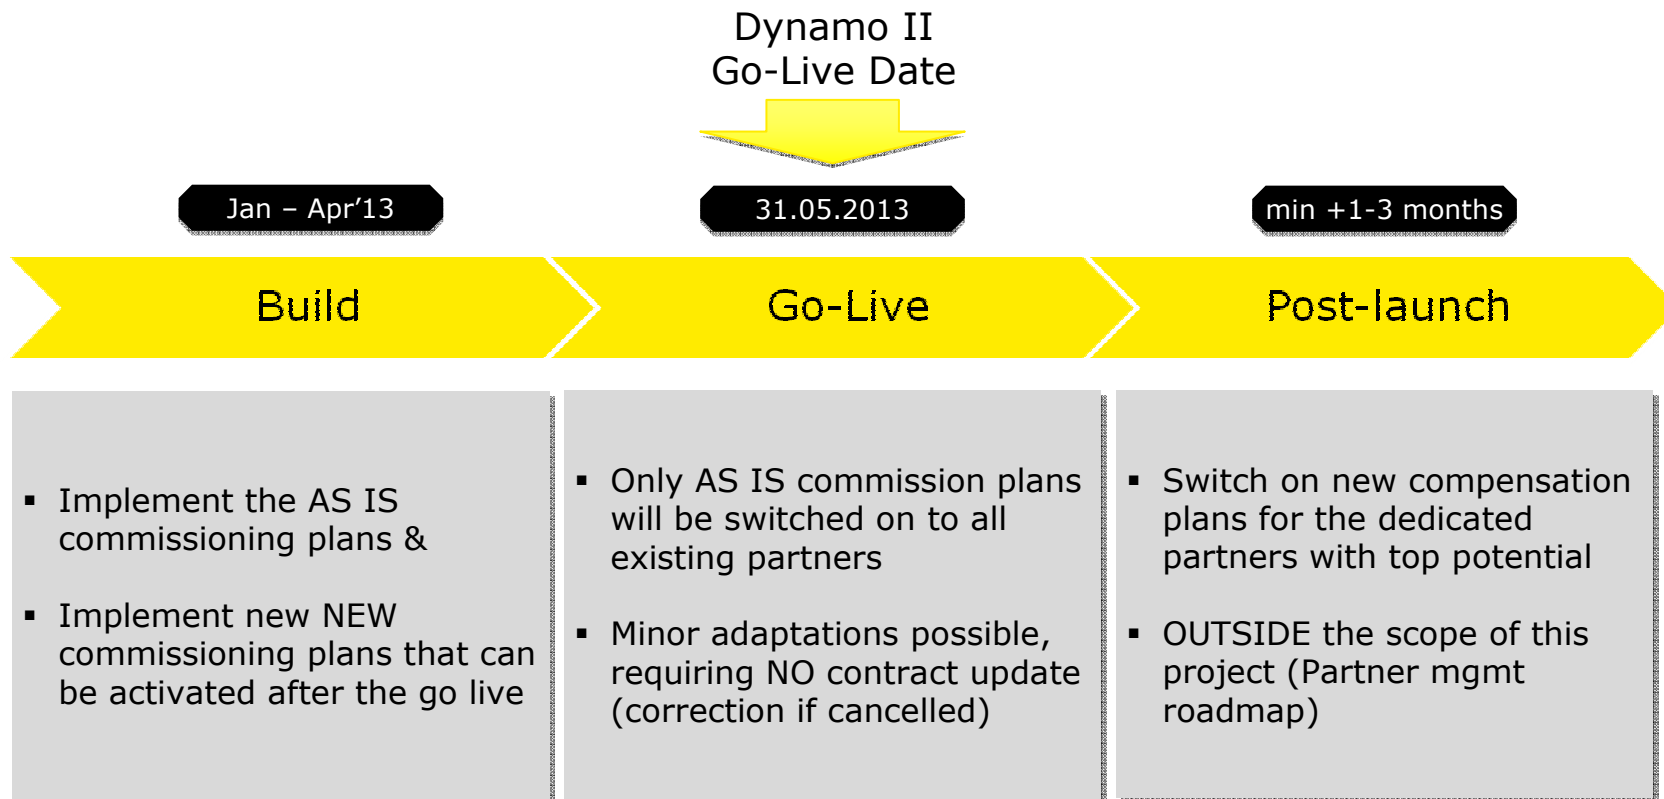 Dynamo II
Go-Live Date
Jan – Apr’13
31.05.2013
min +1-3 months
Build
Go-Live
Post-launch
▪ Implement the AS IS
commissioning plans &
▪ Implement new NEW
commissioning plans that can
be activated after the go live
▪ Only AS IS commission plans
will be switched on to all
existing partners
▪ Minor adaptations possible,
requiring NO contract update
(correction if cancelled)
▪ Switch on new compensation
plans for the dedicated
partners with top potential
▪ OUTSIDE the scope of this
project (Partner mgmt
roadmap)